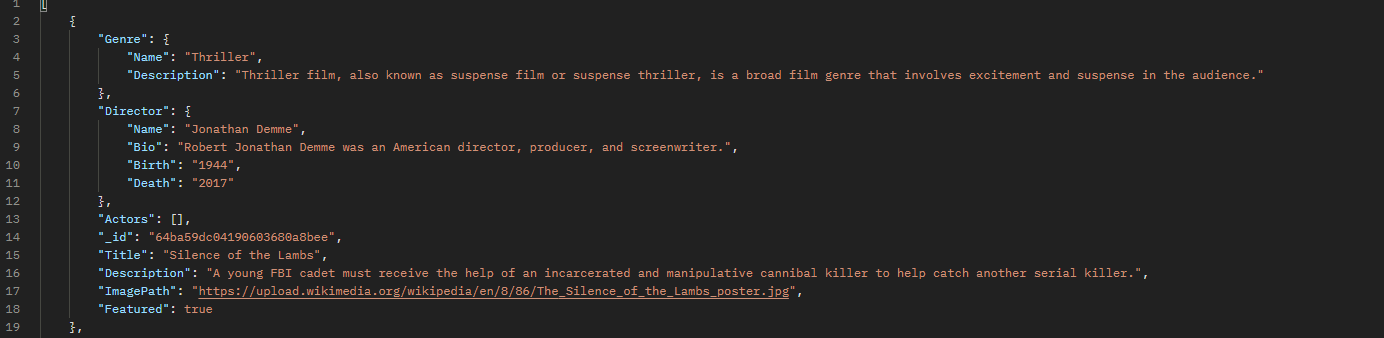 1 [
2 {
3 "Genre": {
4 "Name": "Thriller",
5 "Description": "Thriller film, also known as suspense film or suspense thriller, is a broad film genre that involves excitement and suspense in the audience."
6 },
7 "Director": {
8 "Name": "Jonathan Demme",
9 "Bio": "Robert Jonathan Demme was an American director, producer, and screenwriter.",
10 "Birth": "1944",
11 "Death": "2017"
12 },
13 "Actors": [],
14 "_id": "64ba59dc04190603680a8bee",
15 "Title": "Silence of the Lambs",
16 "Description": "A young FBI cadet must receive the help of an incarcerated and manipulative cannibal killer to help catch another serial killer.",
17 "ImagePath": "https://upload.wikimedia.org/wikipedia/en/8/86/The_Silence_of_the_Lambs_poster.jpg",
18 "Featured": true
19 },